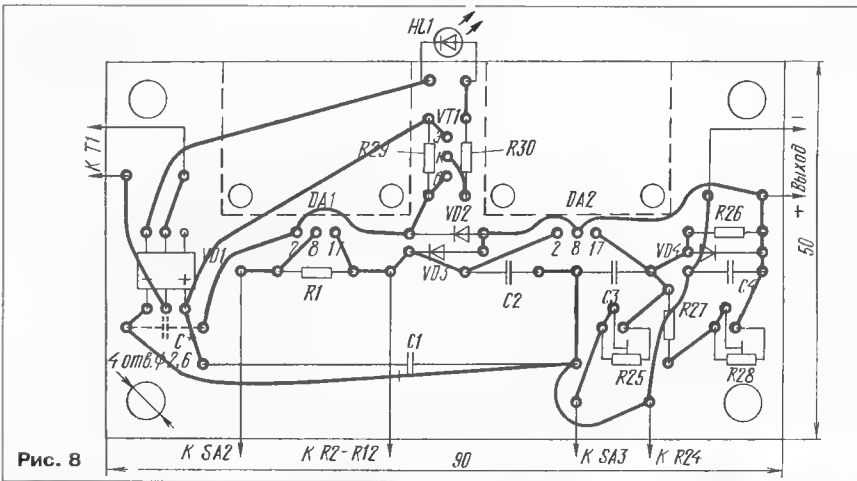 HL1
К T1
VT1
Э
К
Б
R29
R30
Выход
−
+
DA1
DA2
VD2
R26
VD1
2 8 17
2 8 17
VD3
VD4
R1
C2
C3
C4
R27
− +
C*
C1
R25
R28
4 отв. ф 2,6
50
К SA2
К R2-R12
К SA3
К R24
90
Рис. 8